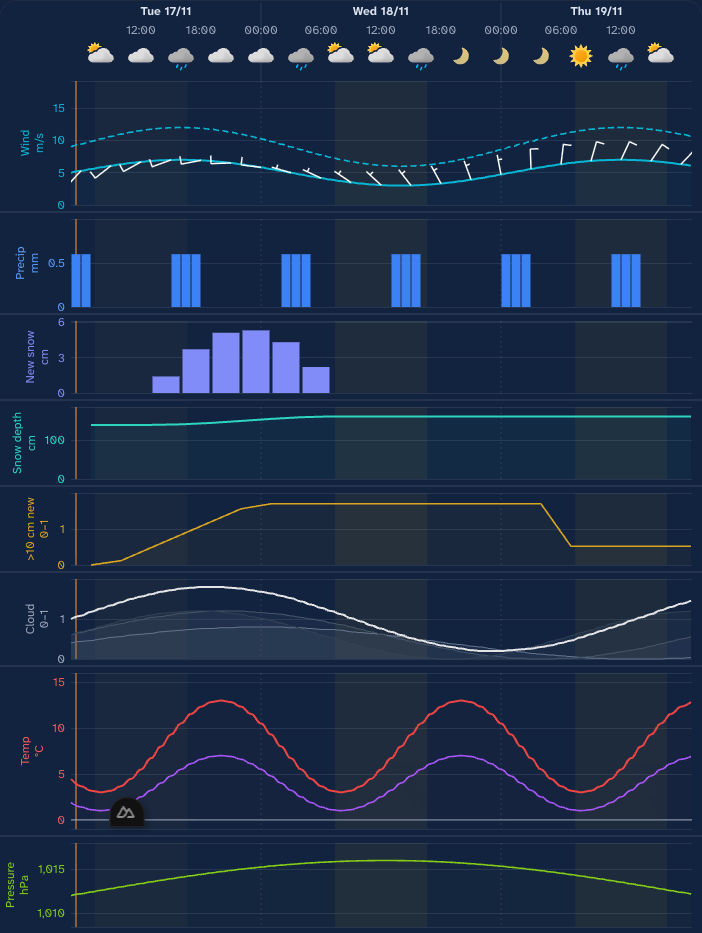 Tue 17/11
Wed 18/11
Thu 19/11
12:00
18:00
00:00
06:00
12:00
18:00
00:00
06:00
12:00
Wind
m/s
15
10
5
0
Precip
mm
0.5
0
New snow
cm
6
3
0
Snow depth
cm
100
0
>10 cm new
0–1
1
0
Cloud
0–1
1
0
Temp
°C
15
10
5
0
Pressure
hPa
1,015
1,010